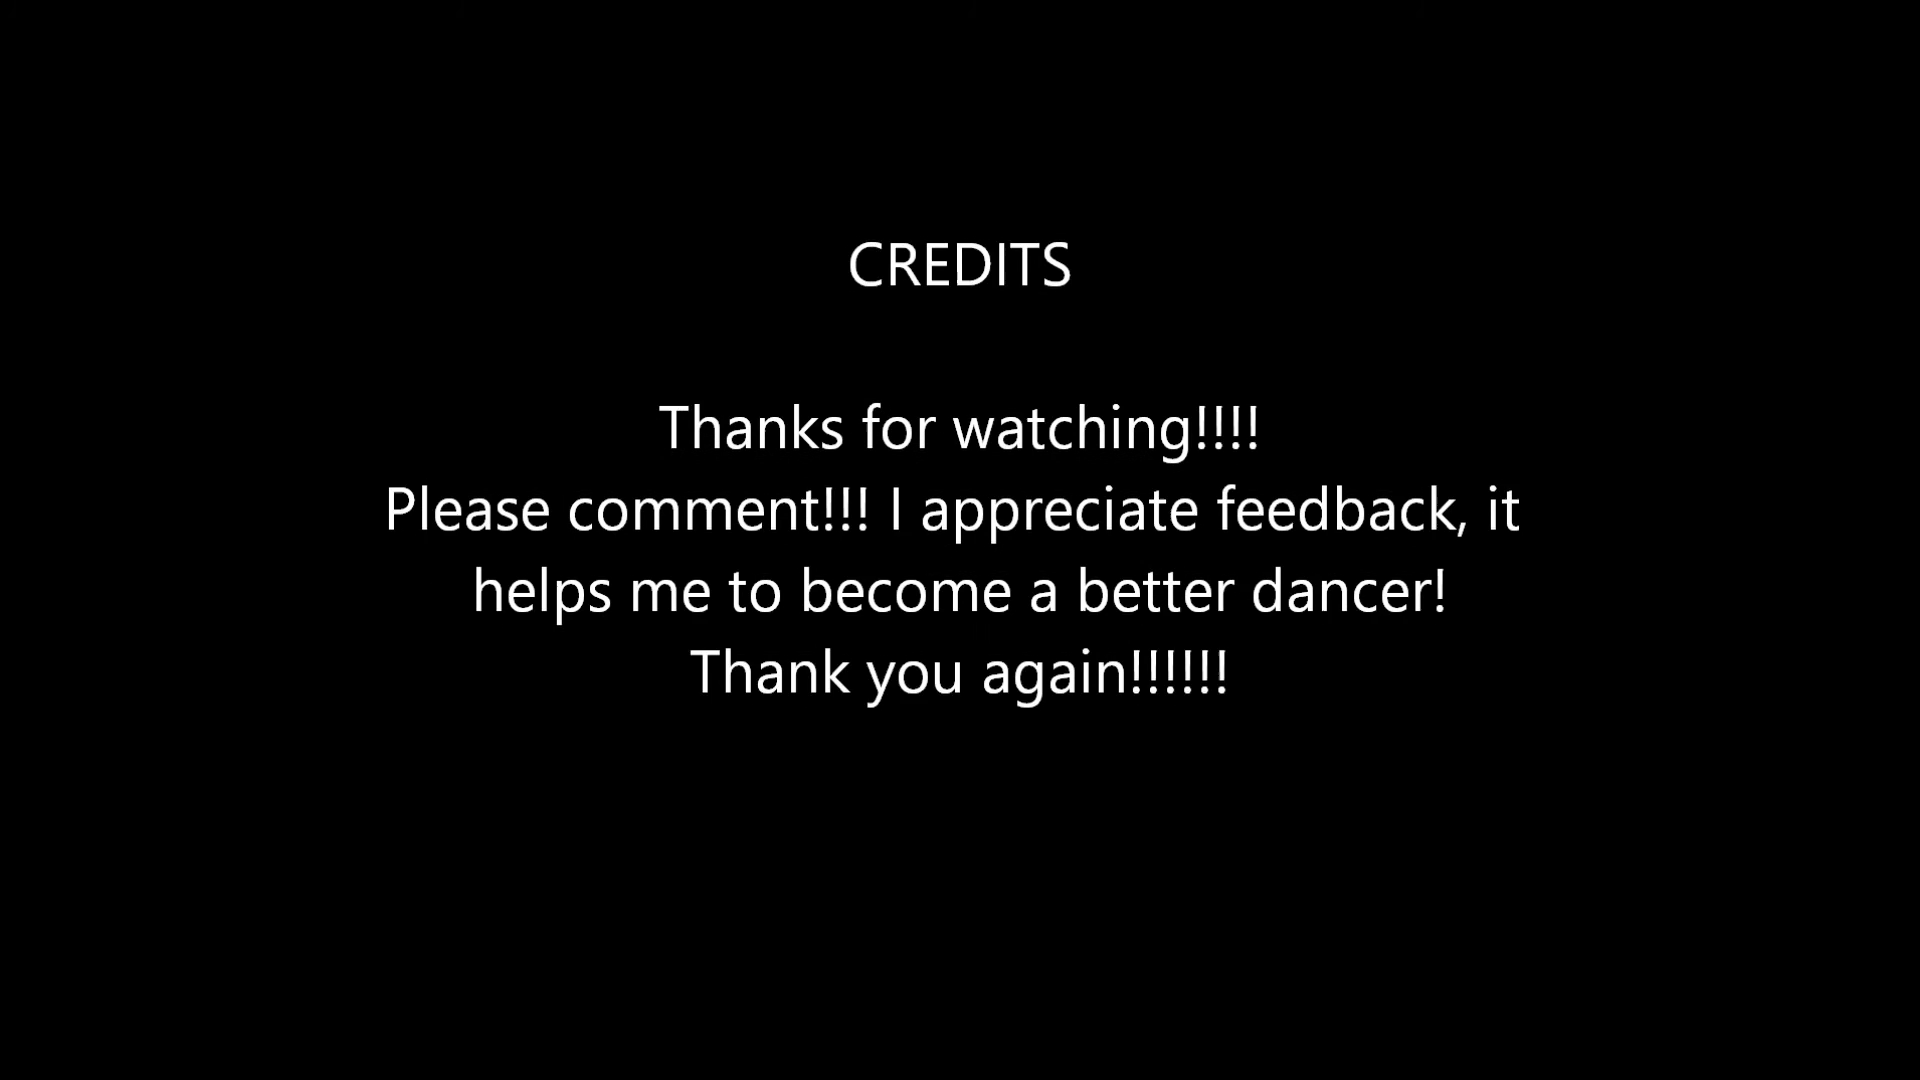 CREDITS
Thanks for watching!!!!
Please comment!!! I appreciate feedback, it
helps me to become a better dancer!
Thank you again!!!!!!